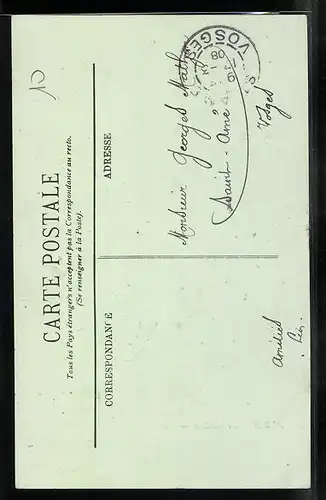 CARTE POSTALE
Tous les Pays étrangers n'acceptent pas la Correspondance au recto.
(Se renseigner à la Poste).
CORRESPONDANCE
ADRESSE
VOSGES
Monsieur Georges
Saint-Amé
Vosges
Amitiés